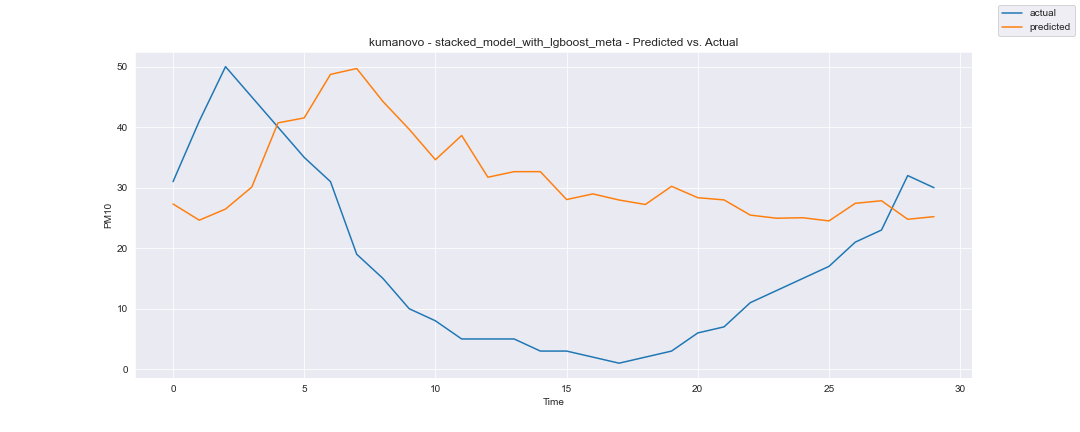 actual
predicted
kumanovo - stacked_model_with_lgboost_meta - Predicted vs. Actual
50
40
30
20
10
0
PM10
0 5 10 15 20 25 30
Time